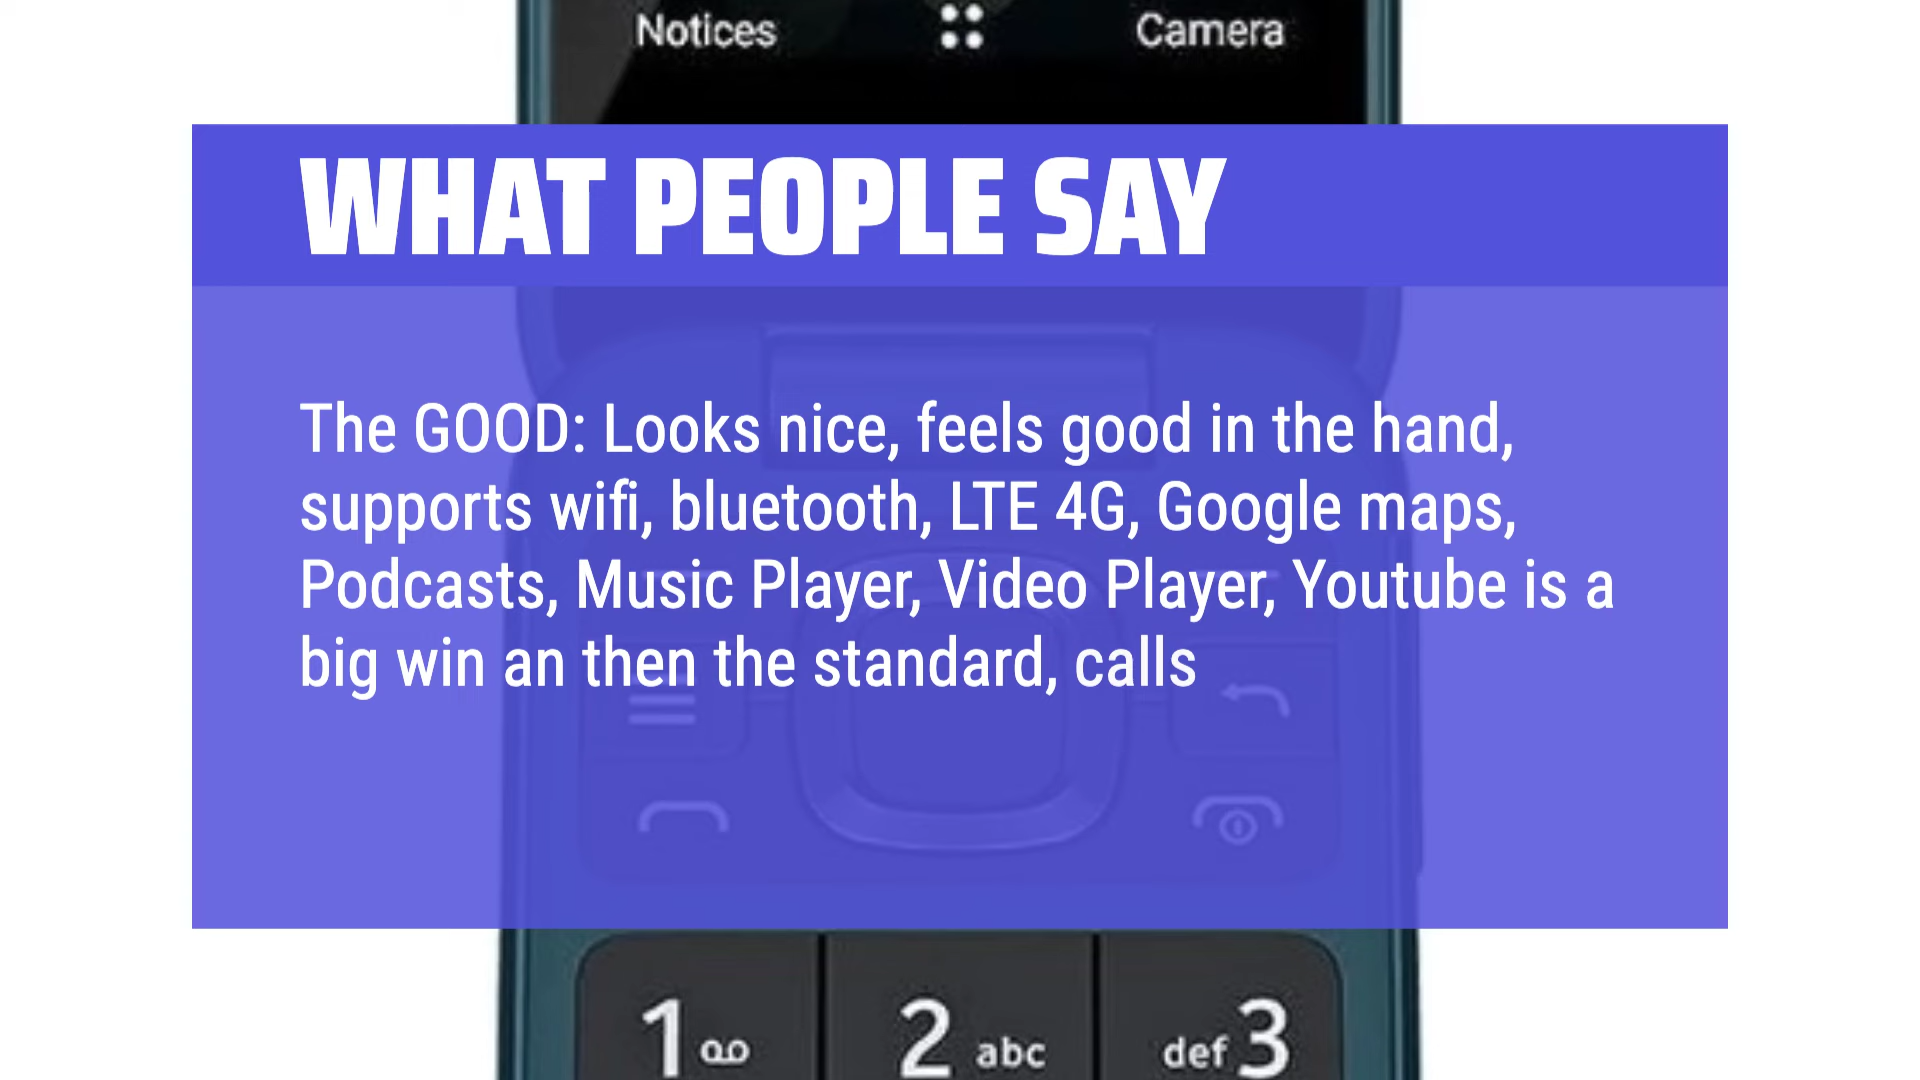 Notices Camera
WHAT PEOPLE SAY
The GOOD: Looks nice, feels good in the hand,
supports wifi, bluetooth, LTE 4G, Google maps,
Podcasts, Music Player, Video Player, Youtube is a
big win an then the standard, calls
1 2 abc def 3